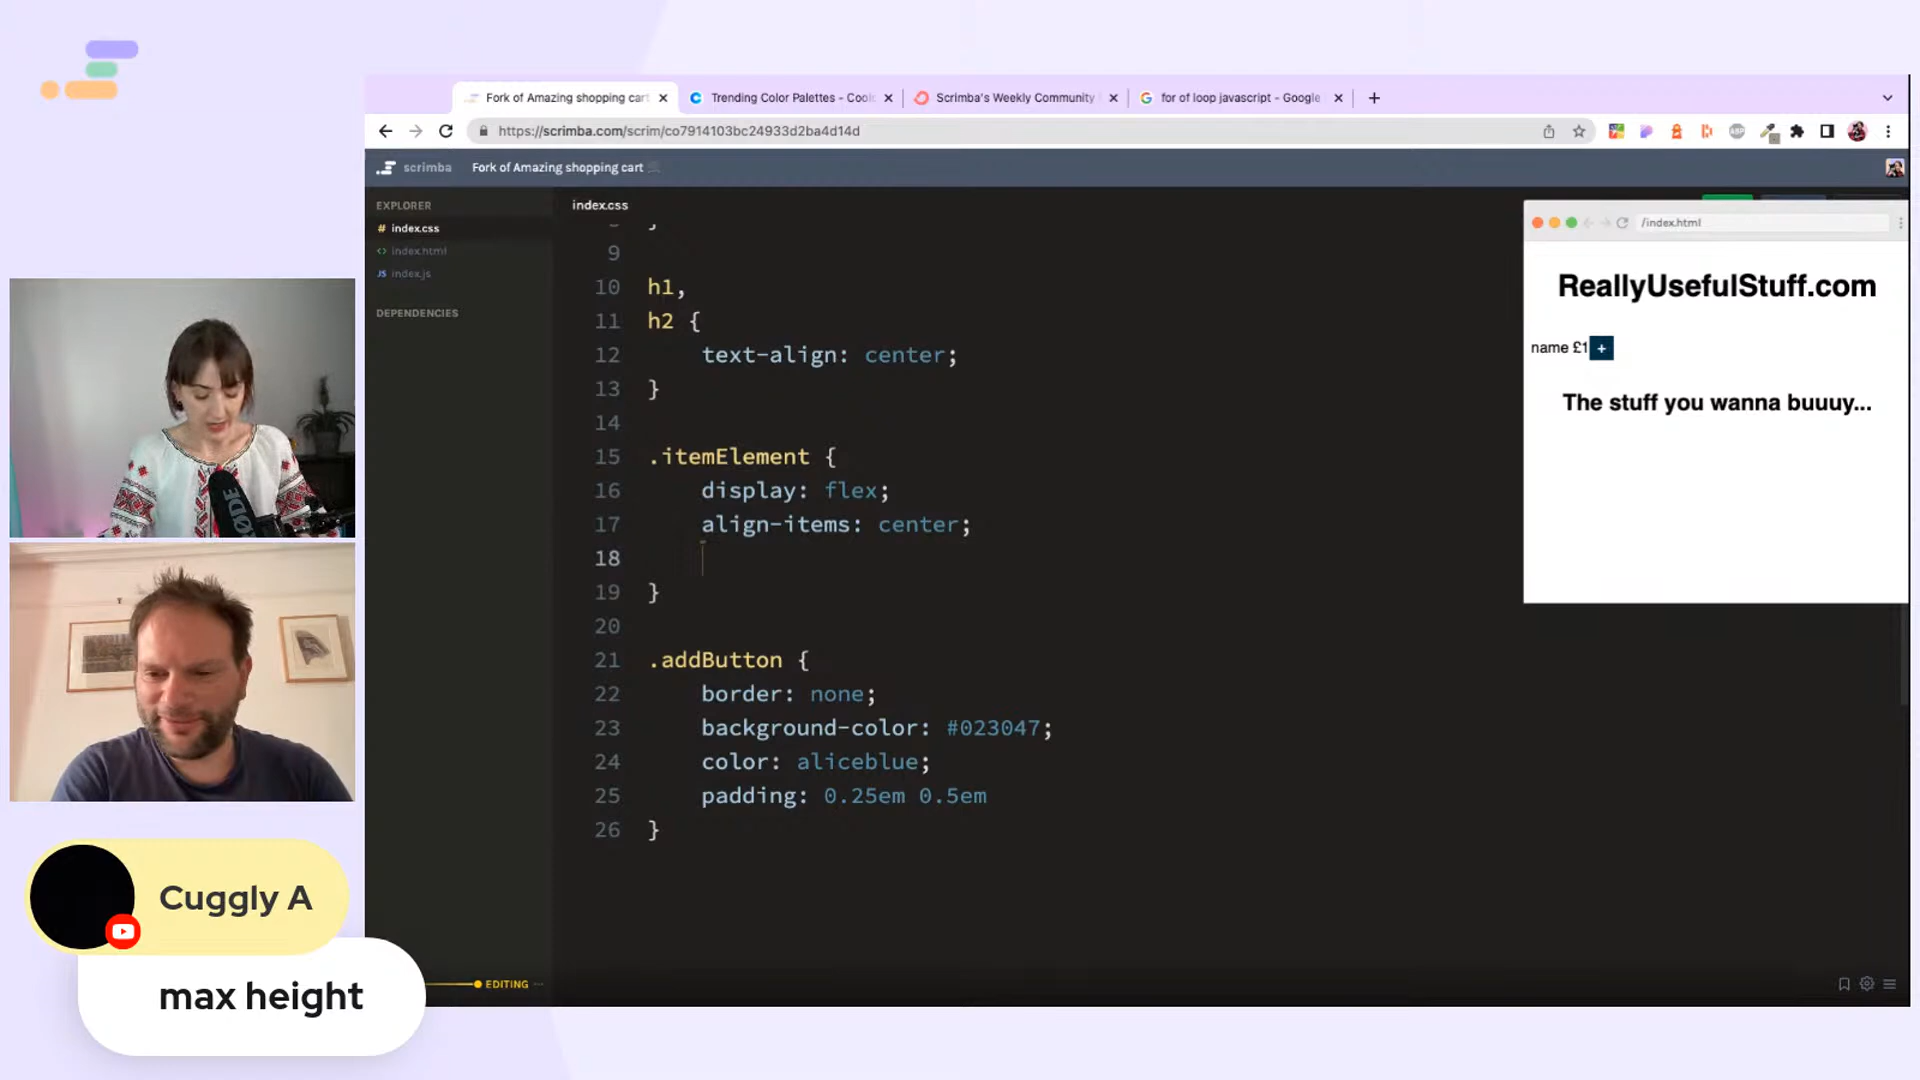 Fork of Amazing shopping cart
Trending Color Palettes - Coo
Scrimba's Weekly Community
for of loop javascript - Google
https://scrimba.com/scrim/co7914103bc24933d2ba4d14d
scrimba
Fork of Amazing shopping cart
EXPLORER
# index.css
<> index.html
JS index.js
DEPENDENCIES
index.css
9
10 h1,
11 h2 {
12 text-align: center;
13 }
14
15 .itemElement {
16 display: flex;
17 align-items: center;
18
19 }
20
21 .addButton {
22 border: none;
23 background-color: #023047;
24 color: aliceblue;
25 padding: 0.25em 0.5em
26 }
/index.html
ReallyUsefulStuff.com
name £1 +
The stuff you wanna buuuy...
RØDE
Cuggly A
max height
EDITING